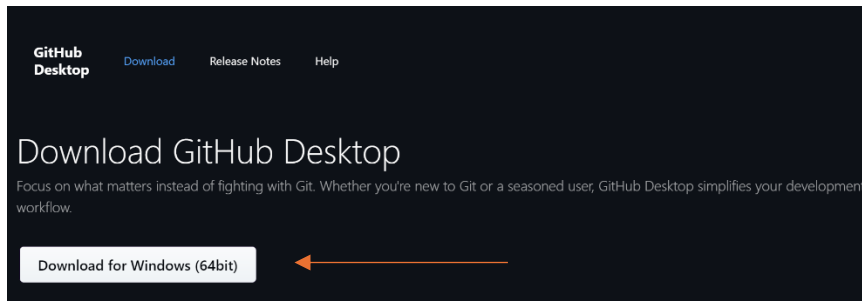 GitHub
Desktop
Download
Release Notes
Help
Download GitHub Desktop
Focus on what matters instead of fighting with Git. Whether you're new to Git or a seasoned user, GitHub Desktop simplifies your development
workflow.
Download for Windows (64bit)